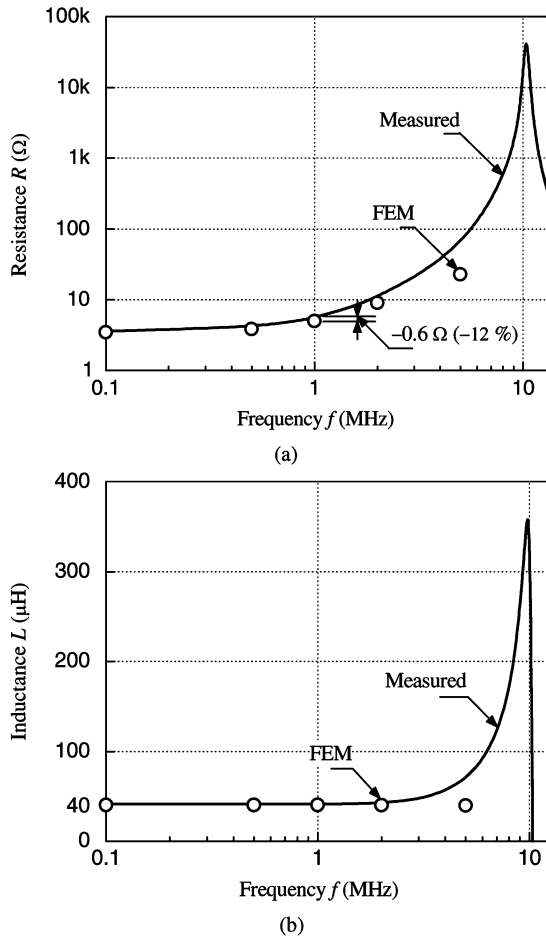 100k
10k
1k
100
10
1
0.1
1
10
Resistance R (Ω)
Measured
FEM
−0.6 Ω (−12 %)
Frequency f (MHz)
(a)
400
300
200
100
40
0
0.1
1
10
Inductance L (μH)
Measured
FEM
Frequency f (MHz)
(b)